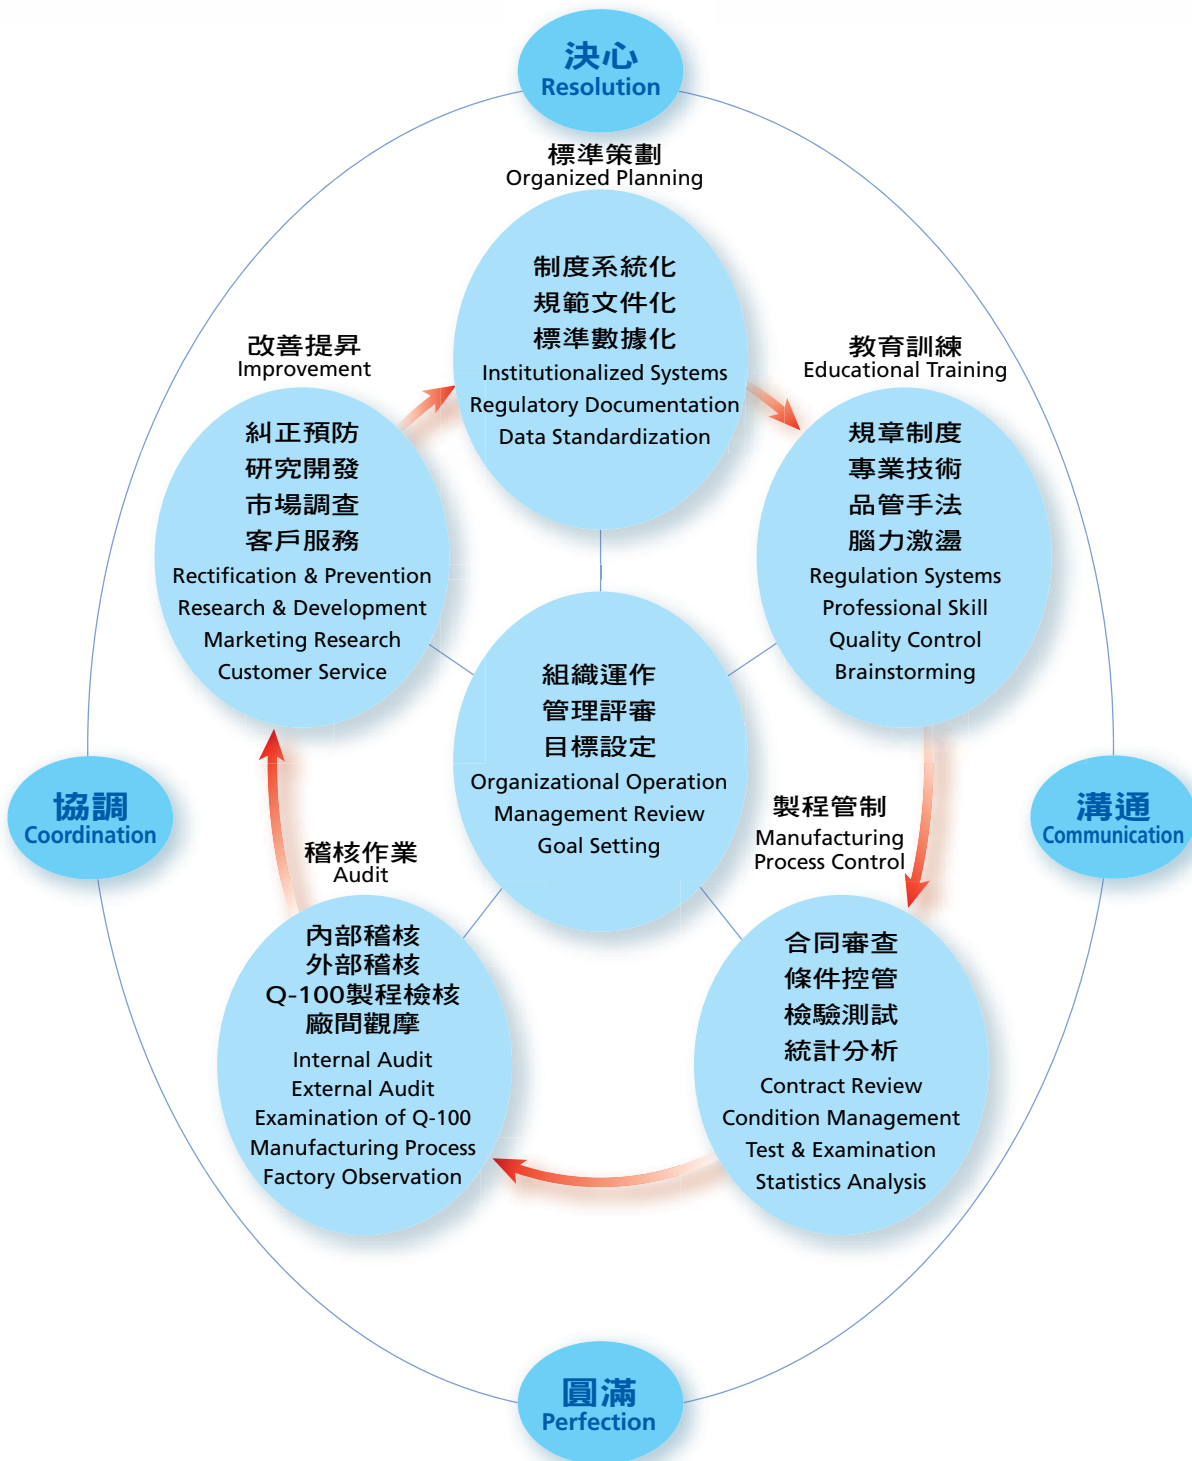 決心
Resolution
標準策劃
Organized Planning
制度系統化
規範文件化
標準數據化
Institutionalized Systems
Regulatory Documentation
Data Standardization
改善提昇
Improvement
糾正預防
研究開發
市場調查
客戶服務
Rectification & Prevention
Research & Development
Marketing Research
Customer Service
教育訓練
Educational Training
規章制度
專業技術
品管手法
腦力激盪
Regulation Systems
Professional Skill
Quality Control
Brainstorming
組織運作
管理評審
目標設定
Organizational Operation
Management Review
Goal Setting
協調
Coordination
溝通
Communication
製程管制
Manufacturing
Process Control
稽核作業
Audit
內部稽核
外部稽核
Q-100製程檢核
廠間觀摩
Internal Audit
External Audit
Examination of Q-100
Manufacturing Process
Factory Observation
合同審查
條件控管
檢驗測試
統計分析
Contract Review
Condition Management
Test & Examination
Statistics Analysis
圓滿
Perfection